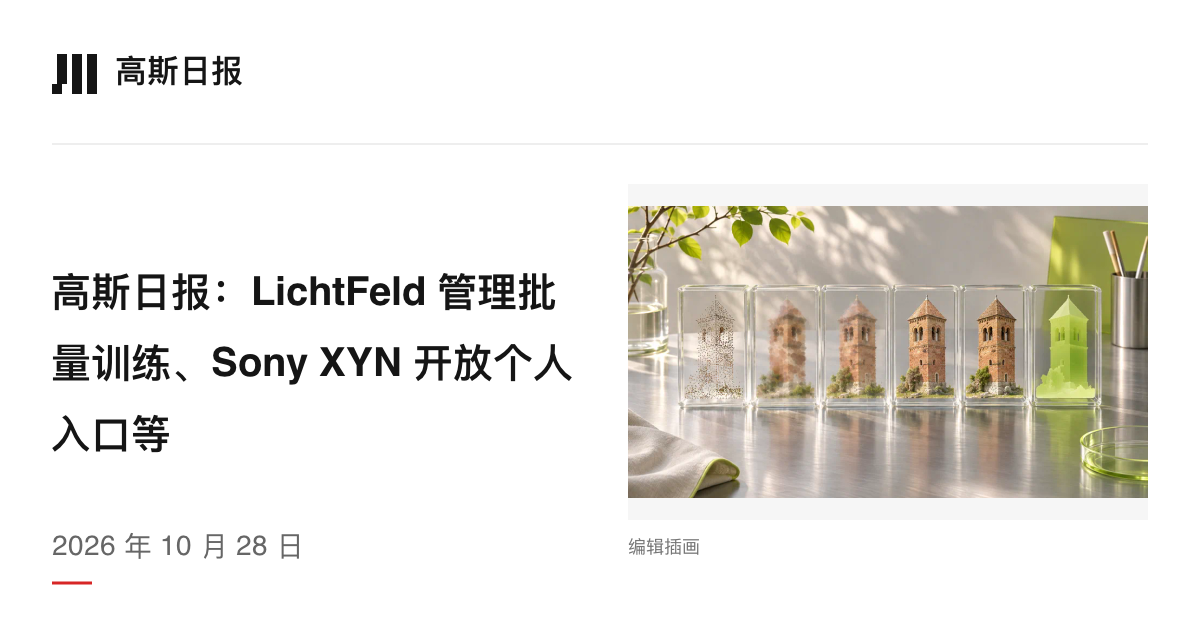 高斯日报
高斯日报：LichtFeld 管理批
量训练、Sony XYN 开放个人
入口等
2026 年 10 月 28 日
编辑插画